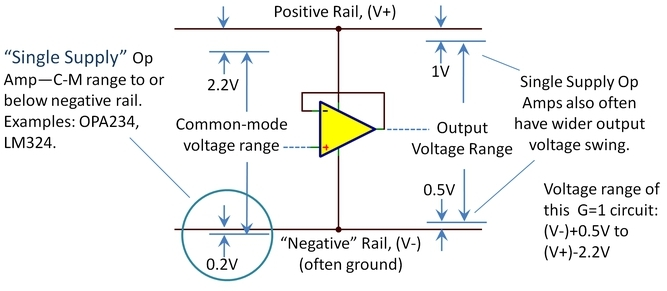 Positive Rail, (V+)
“Single Supply” Op
Amp—C-M range to or
below negative rail.
Examples: OPA234,
LM324.
2.2V
1V
Common-mode
voltage range
-
+
Output
Voltage Range
Single Supply Op
Amps also often
have wider output
voltage swing.
0.5V
Voltage range of
this G=1 circuit:
(V-)+0.5V to
(V+)-2.2V
0.2V
“Negative” Rail, (V-)
(often ground)